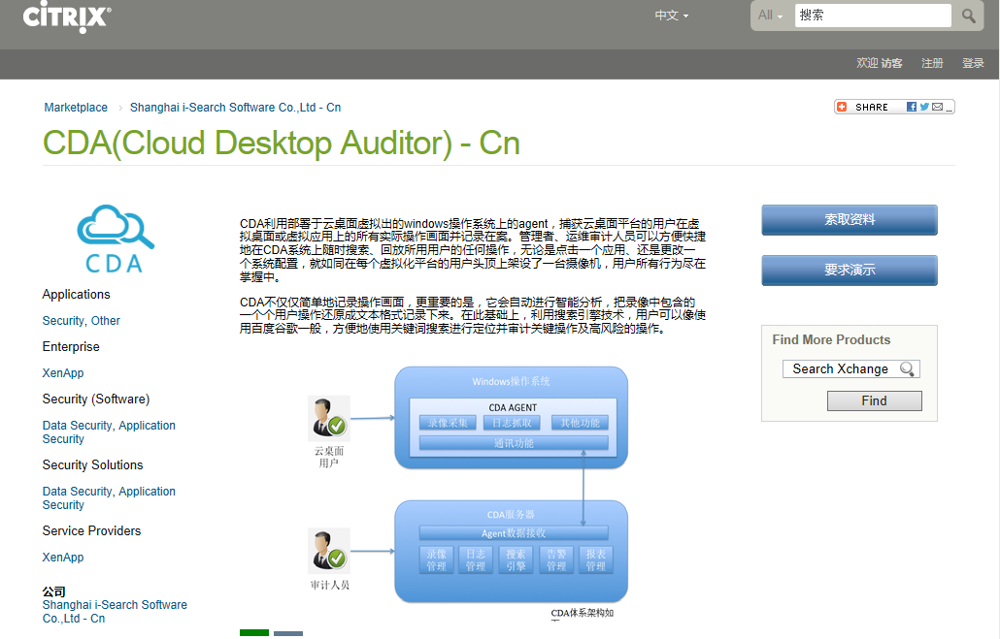 CİTRIX®
中文
All
搜索
欢迎 访客
注册
登录
Marketplace
Shanghai i-Search Software Co.,Ltd - Cn
SHARE
...
CDA(Cloud Desktop Auditor) - Cn
CDA
Applications
Security, Other
Enterprise
XenApp
Security (Software)
Data Security, Application
Security
Security Solutions
Data Security, Application
Security
Service Providers
XenApp
公司
Shanghai i-Search Software
Co.,Ltd - Cn
CDA利用部署于云桌面虚拟出的windows操作系统上的agent，捕获云桌面平台的用户在虚
拟桌面或虚拟应用上的所有实际操作画面并记录在案。管理者、运维审计人员可以方便快捷
地在CDA系统上随时搜索、回放所用用户的任何操作，无论是点击一个应用、还是更改一
个系统配置，就如同在每个虚拟化平台的用户头顶上架设了一台摄像机，用户所有行为尽在
掌握中。
CDA不仅仅简单地记录操作画面，更重要的是，它会自动进行智能分析，把录像中包含的
一个个用户操作还原成文本格式记录下来。在此基础上，利用搜索引擎技术，用户可以像使
用百度谷歌一般，方便地使用关键词搜索进行定位并审计关键操作及高风险的操作。
Windows操作系统
CDA AGENT
录像采集
日志抓取
其他功能
通讯功能
云桌面
用户
CDA服务器
Agent数据接收
录像
管理
日志
管理
搜索
引擎
告警
管理
报表
管理
审计人员
CDA体系架构如
索取资料
要求演示
Find More Products
Search Xchange
Find